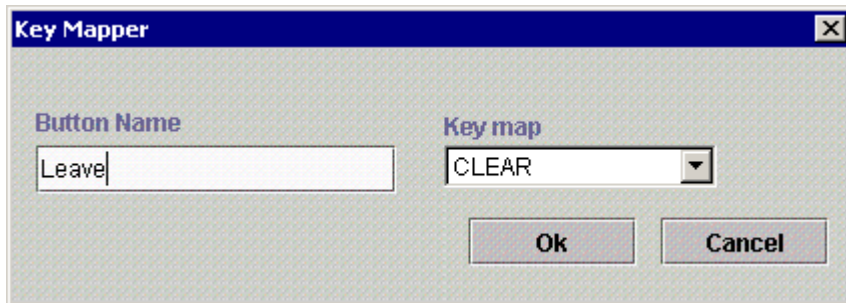 Key Mapper
Button Name
Key map
Leave
CLEAR
Ok
Cancel